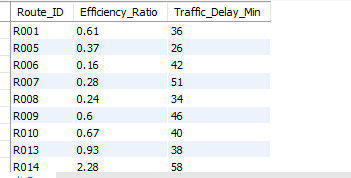 Route_ID Efficiency_Ratio Traffic_Delay_Min
R001 0.61 36
R005 0.37 26
R006 0.16 42
R007 0.28 51
R008 0.24 34
R009 0.6 46
R010 0.67 40
R013 0.93 38
R014 2.28 58